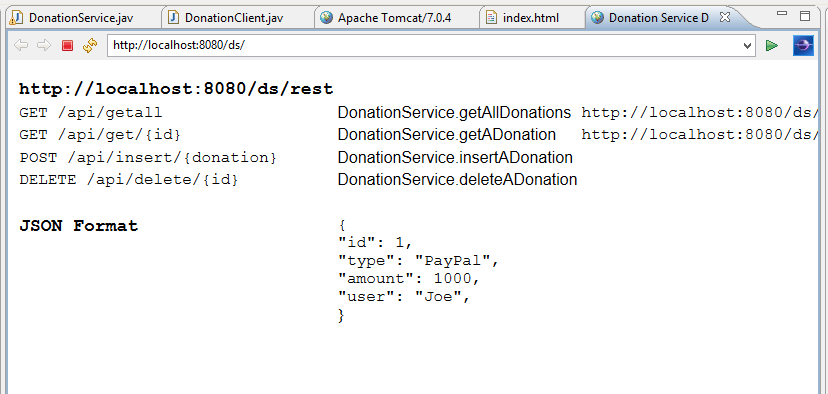 DonationService.jav DonationClient.jav Apache Tomcat/7.0.4 index.html Donation Service D
http://localhost:8080/ds/
http://localhost:8080/ds/rest
GET /api/getall DonationService.getAllDonations http://localhost:8080/ds/
GET /api/get/{id} DonationService.getADonation http://localhost:8080/ds/
POST /api/insert/{donation} DonationService.insertADonation
DELETE /api/delete/{id} DonationService.deleteADonation
JSON Format {
"id": 1,
"type": "PayPal",
"amount": 1000,
"user": "Joe",
}